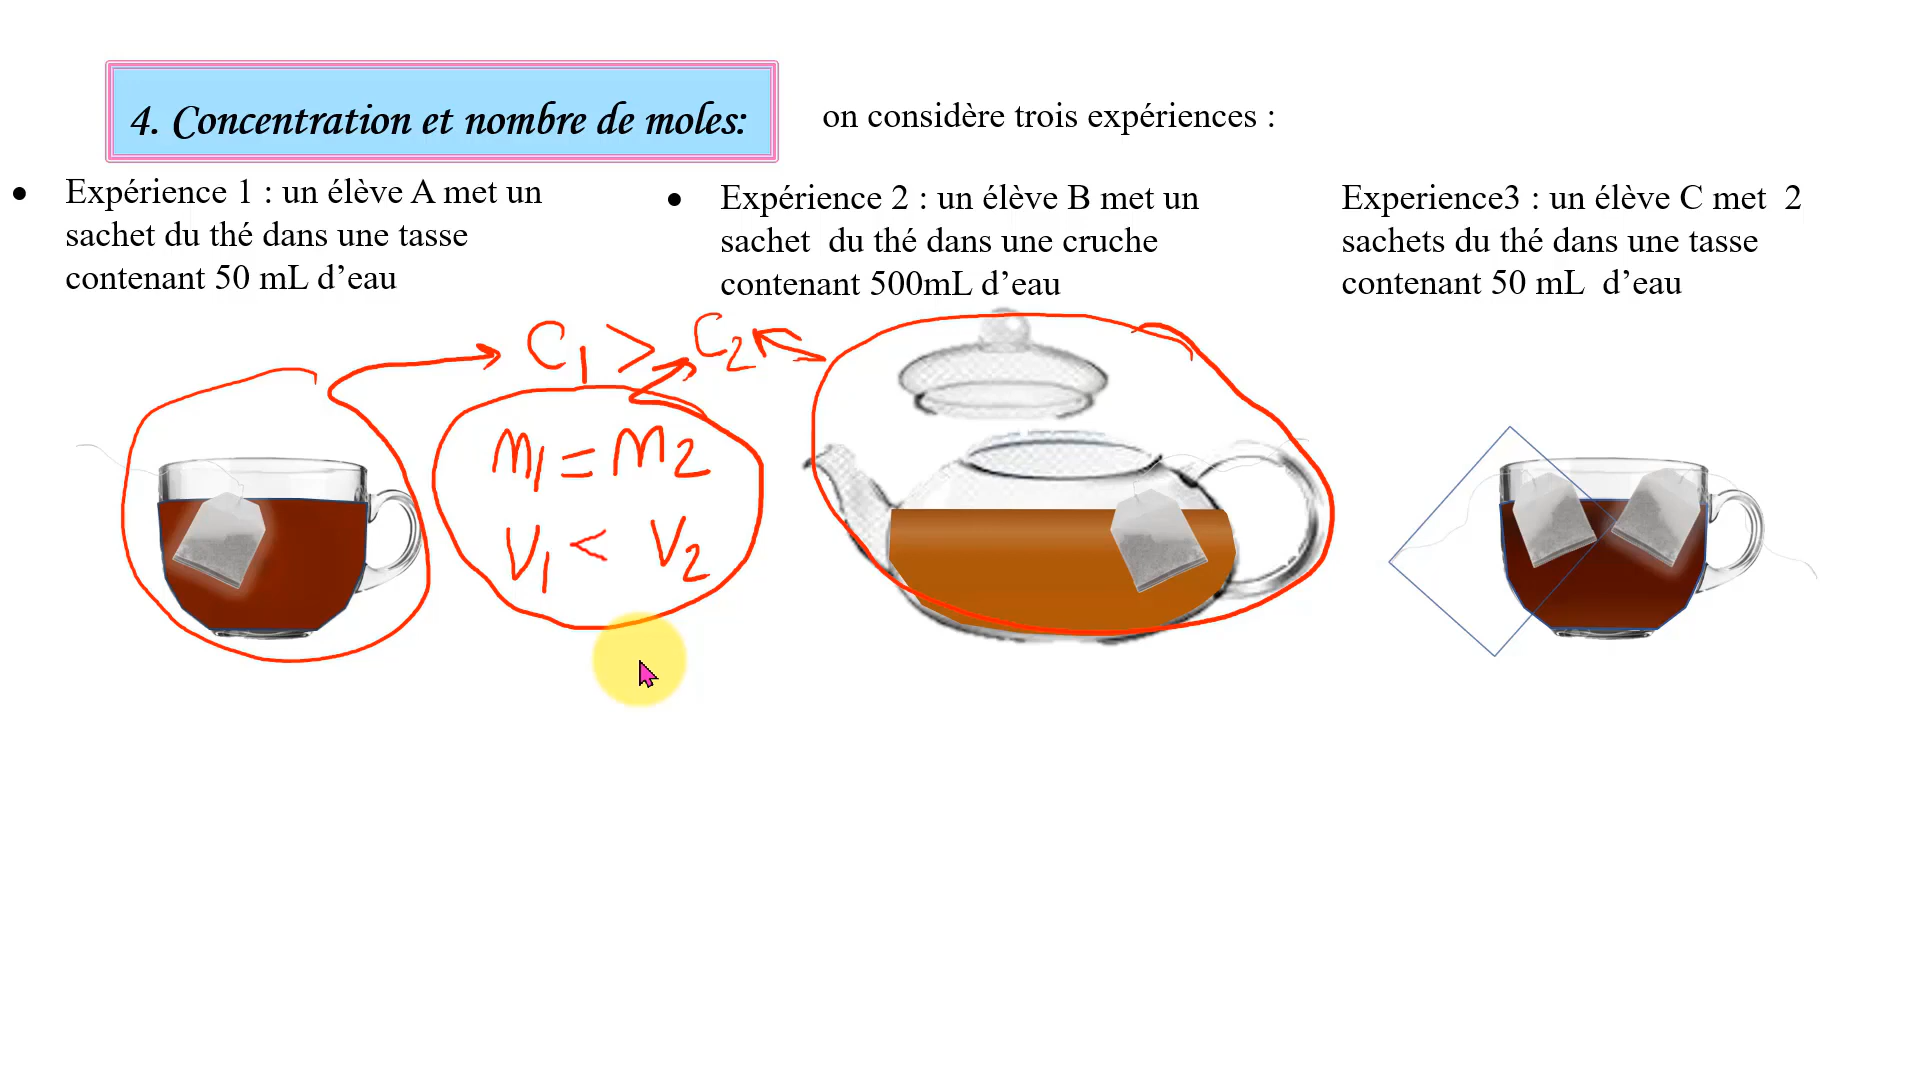 4. Concentration et nombre de moles:
on considère trois expériences :
• Expérience 1 : un élève A met un
sachet du thé dans une tasse
contenant 50 mL d’eau
• Expérience 2 : un élève B met un
sachet du thé dans une cruche
contenant 500mL d’eau
Experience3 : un élève C met 2
sachets du thé dans une tasse
contenant 50 mL d’eau
C1 > C2
m1 = m2
V1 < V2